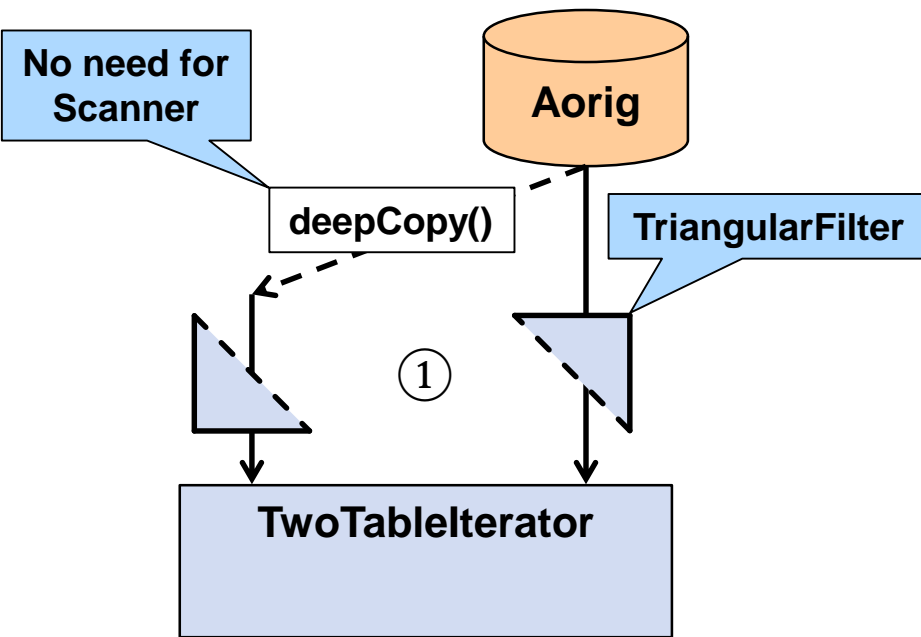 No need for
Scanner
Aorig
deepCopy()
TriangularFilter
①
TwoTableIterator